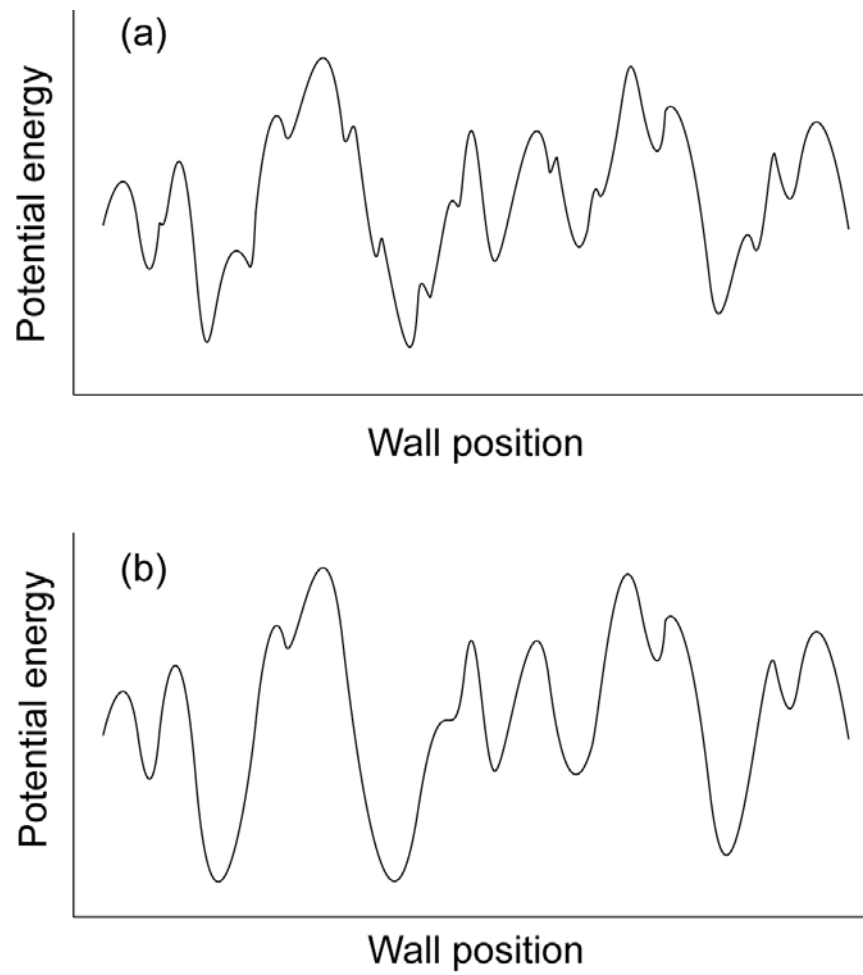 (a)
Potential energy
Wall position
(b)
Potential energy
Wall position